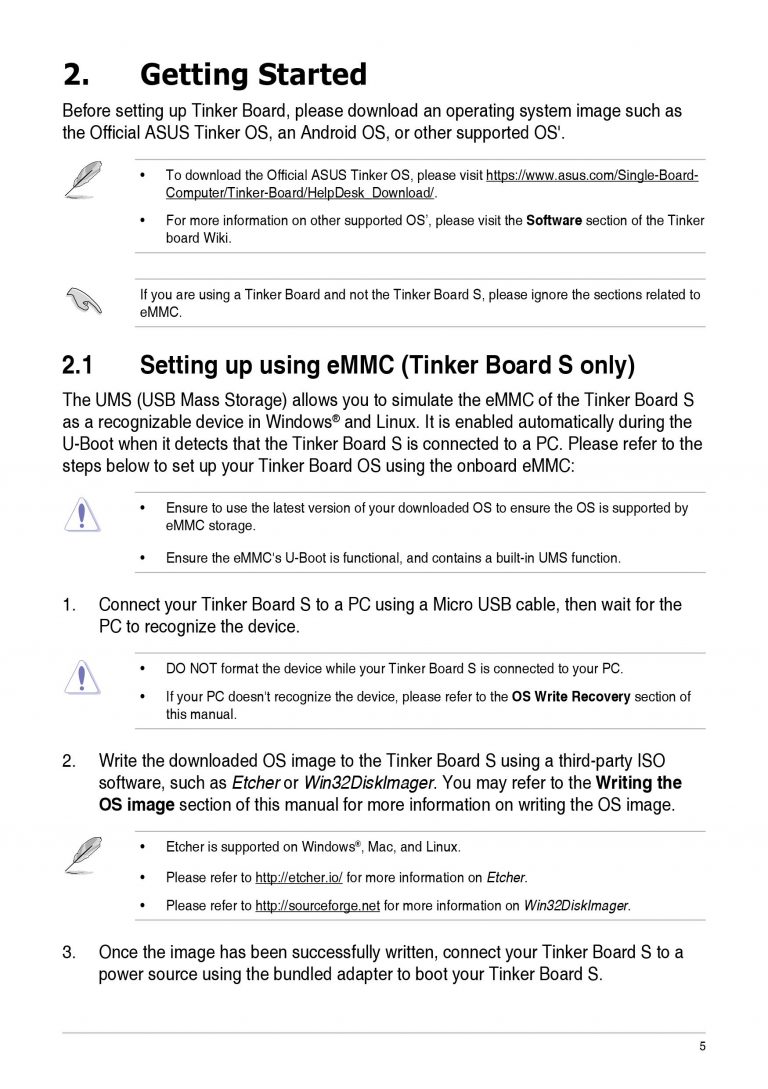 2. Getting Started
Before setting up Tinker Board, please download an operating system image such as
the Official ASUS Tinker OS, an Android OS, or other supported OS'.
• To download the Official ASUS Tinker OS, please visit https://www.asus.com/Single-Board-
Computer/Tinker-Board/HelpDesk_Download/.
• For more information on other supported OS’, please visit the Software section of the Tinker
board Wiki.
If you are using a Tinker Board and not the Tinker Board S, please ignore the sections related to
eMMC.
2.1 Setting up using eMMC (Tinker Board S only)
The UMS (USB Mass Storage) allows you to simulate the eMMC of the Tinker Board S
as a recognizable device in Windows® and Linux. It is enabled automatically during the
U-Boot when it detects that the Tinker Board S is connected to a PC. Please refer to the
steps below to set up your Tinker Board OS using the onboard eMMC:
• Ensure to use the latest version of your downloaded OS to ensure the OS is supported by
eMMC storage.
• Ensure the eMMC's U-Boot is functional, and contains a built-in UMS function.
1. Connect your Tinker Board S to a PC using a Micro USB cable, then wait for the
PC to recognize the device.
• DO NOT format the device while your Tinker Board S is connected to your PC.
• If your PC doesn't recognize the device, please refer to the OS Write Recovery section of
this manual.
2. Write the downloaded OS image to the Tinker Board S using a third-party ISO
software, such as Etcher or Win32DiskImager. You may refer to the Writing the
OS image section of this manual for more information on writing the OS image.
• Etcher is supported on Windows®, Mac, and Linux.
• Please refer to http://etcher.io/ for more information on Etcher.
• Please refer to http://sourceforge.net for more information on Win32DiskImager.
3. Once the image has been successfully written, connect your Tinker Board S to a
power source using the bundled adapter to boot your Tinker Board S.
5